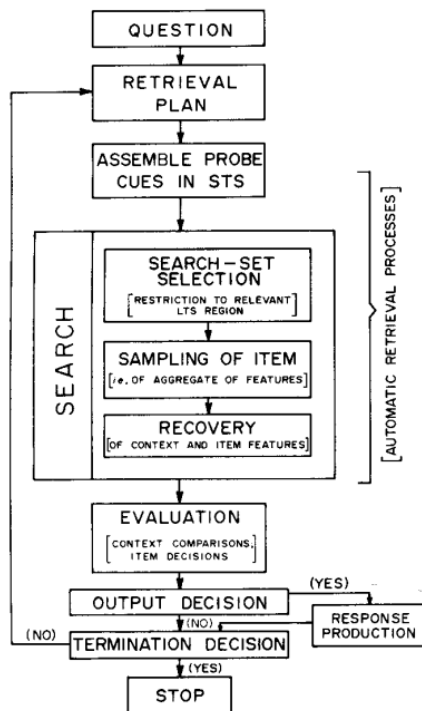 QUESTION
RETRIEVAL
PLAN
ASSEMBLE PROBE
CUES IN STS
SEARCH
SEARCH-SET
SELECTION
[RESTRICTION TO RELEVANT
LTS REGION]
SAMPLING OF ITEM
[ie, OF AGGREGATE OF FEATURES]
RECOVERY
[OF CONTEXT AND ITEM FEATURES]
[AUTOMATIC RETRIEVAL PROCESSES]
EVALUATION
[CONTEXT COMPARISONS,
ITEM DECISIONS]
OUTPUT DECISION
(YES)
(NO)
RESPONSE
PRODUCTION
(NO)
TERMINATION DECISION
(YES)
STOP